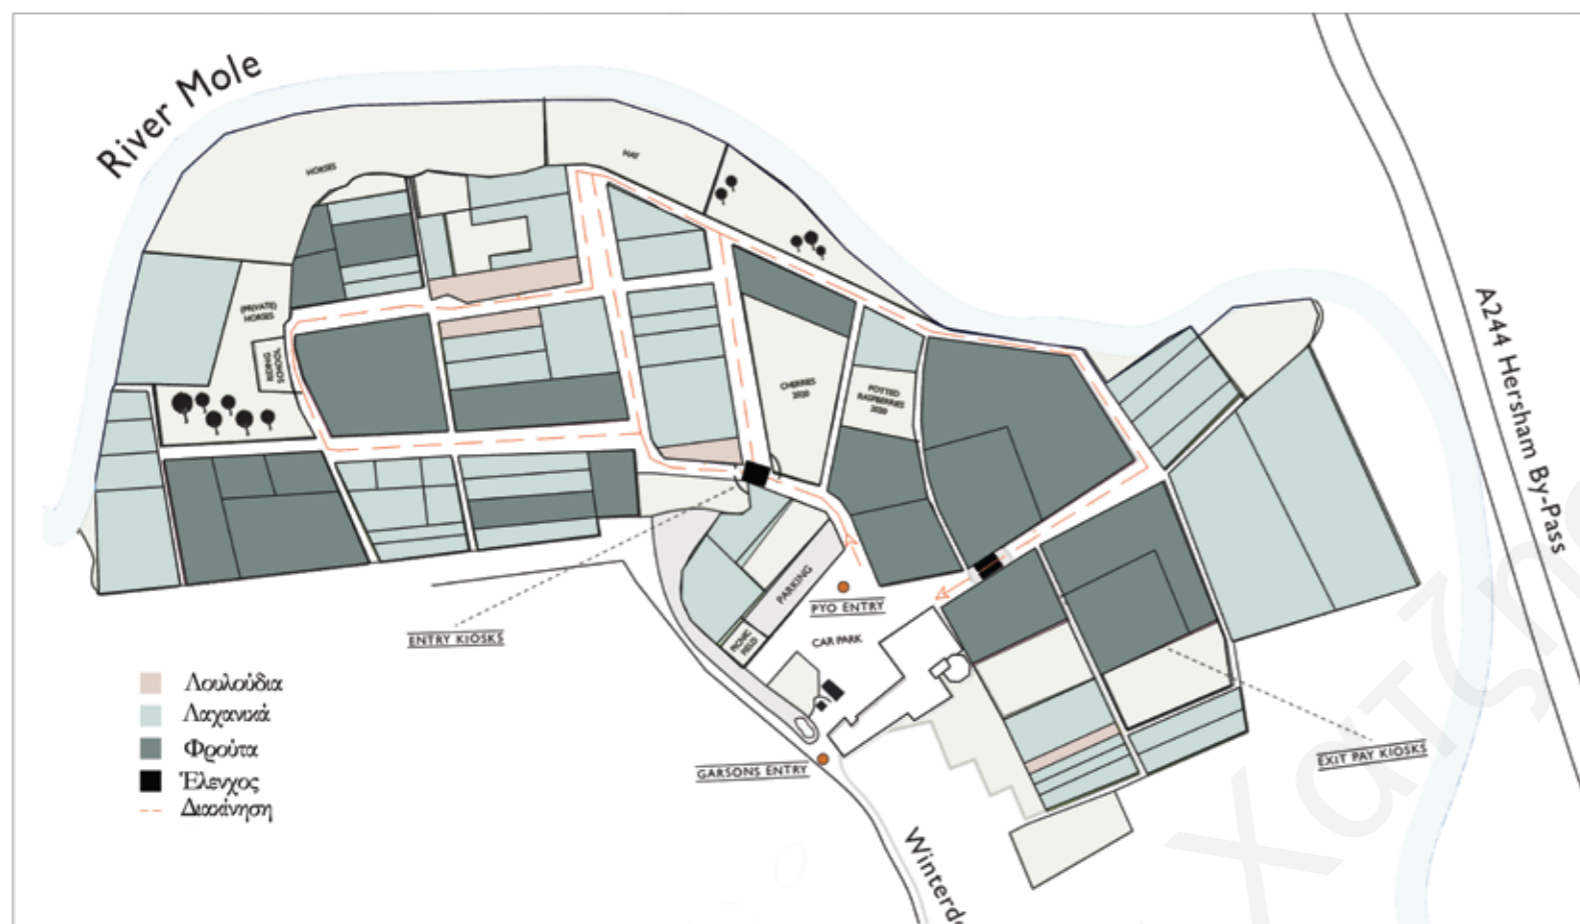 River Mole
HORSES
HAY
(PRIVATE)
HORSES
RIDING
SCHOOL
CHERRIES
2020
POTTED
RASPBERRIES
2020
A244 Hersham By-Pass
PARKING
PICNIC
FIELD
PYO ENTRY
CAR PARK
ENTRY KIOSKS
GARSONS ENTRY
EXIT PAY KIOSKS
Λουλούδια
Λαχανικά
Φρούτα
Έλενχος
Διακίνηση